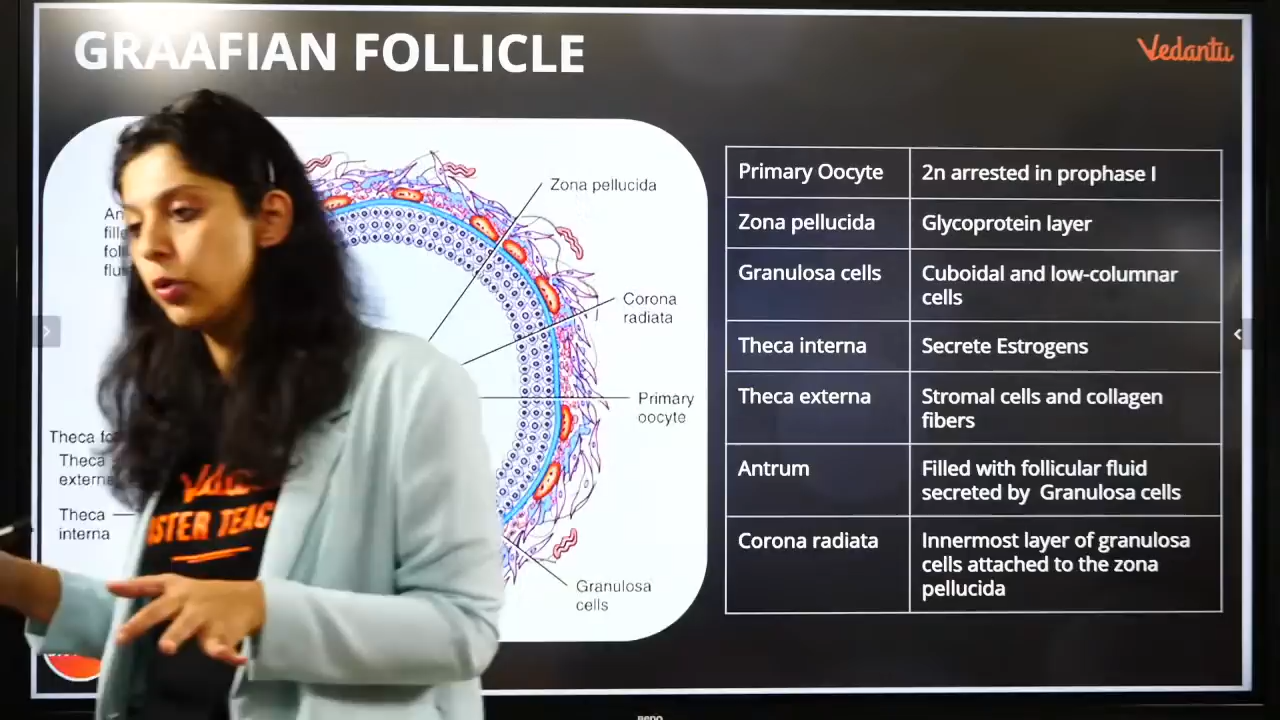 GRAAFIAN FOLLICLE
Vedantu
Zona pellucida
Corona
radiata
Primary
oocyte
Theca
Theca
interna
Granulosa
cells
Primary Oocyte
2n arrested in prophase I
Zona pellucida
Glycoprotein layer
Granulosa cells
Cuboidal and low-columnar
cells
Theca interna
Secrete Estrogens
Theca externa
Stromal cells and collagen
fibers
Antrum
Filled with follicular fluid
secreted by Granulosa cells
Corona radiata
Innermost layer of granulosa
cells attached to the zona
pellucida